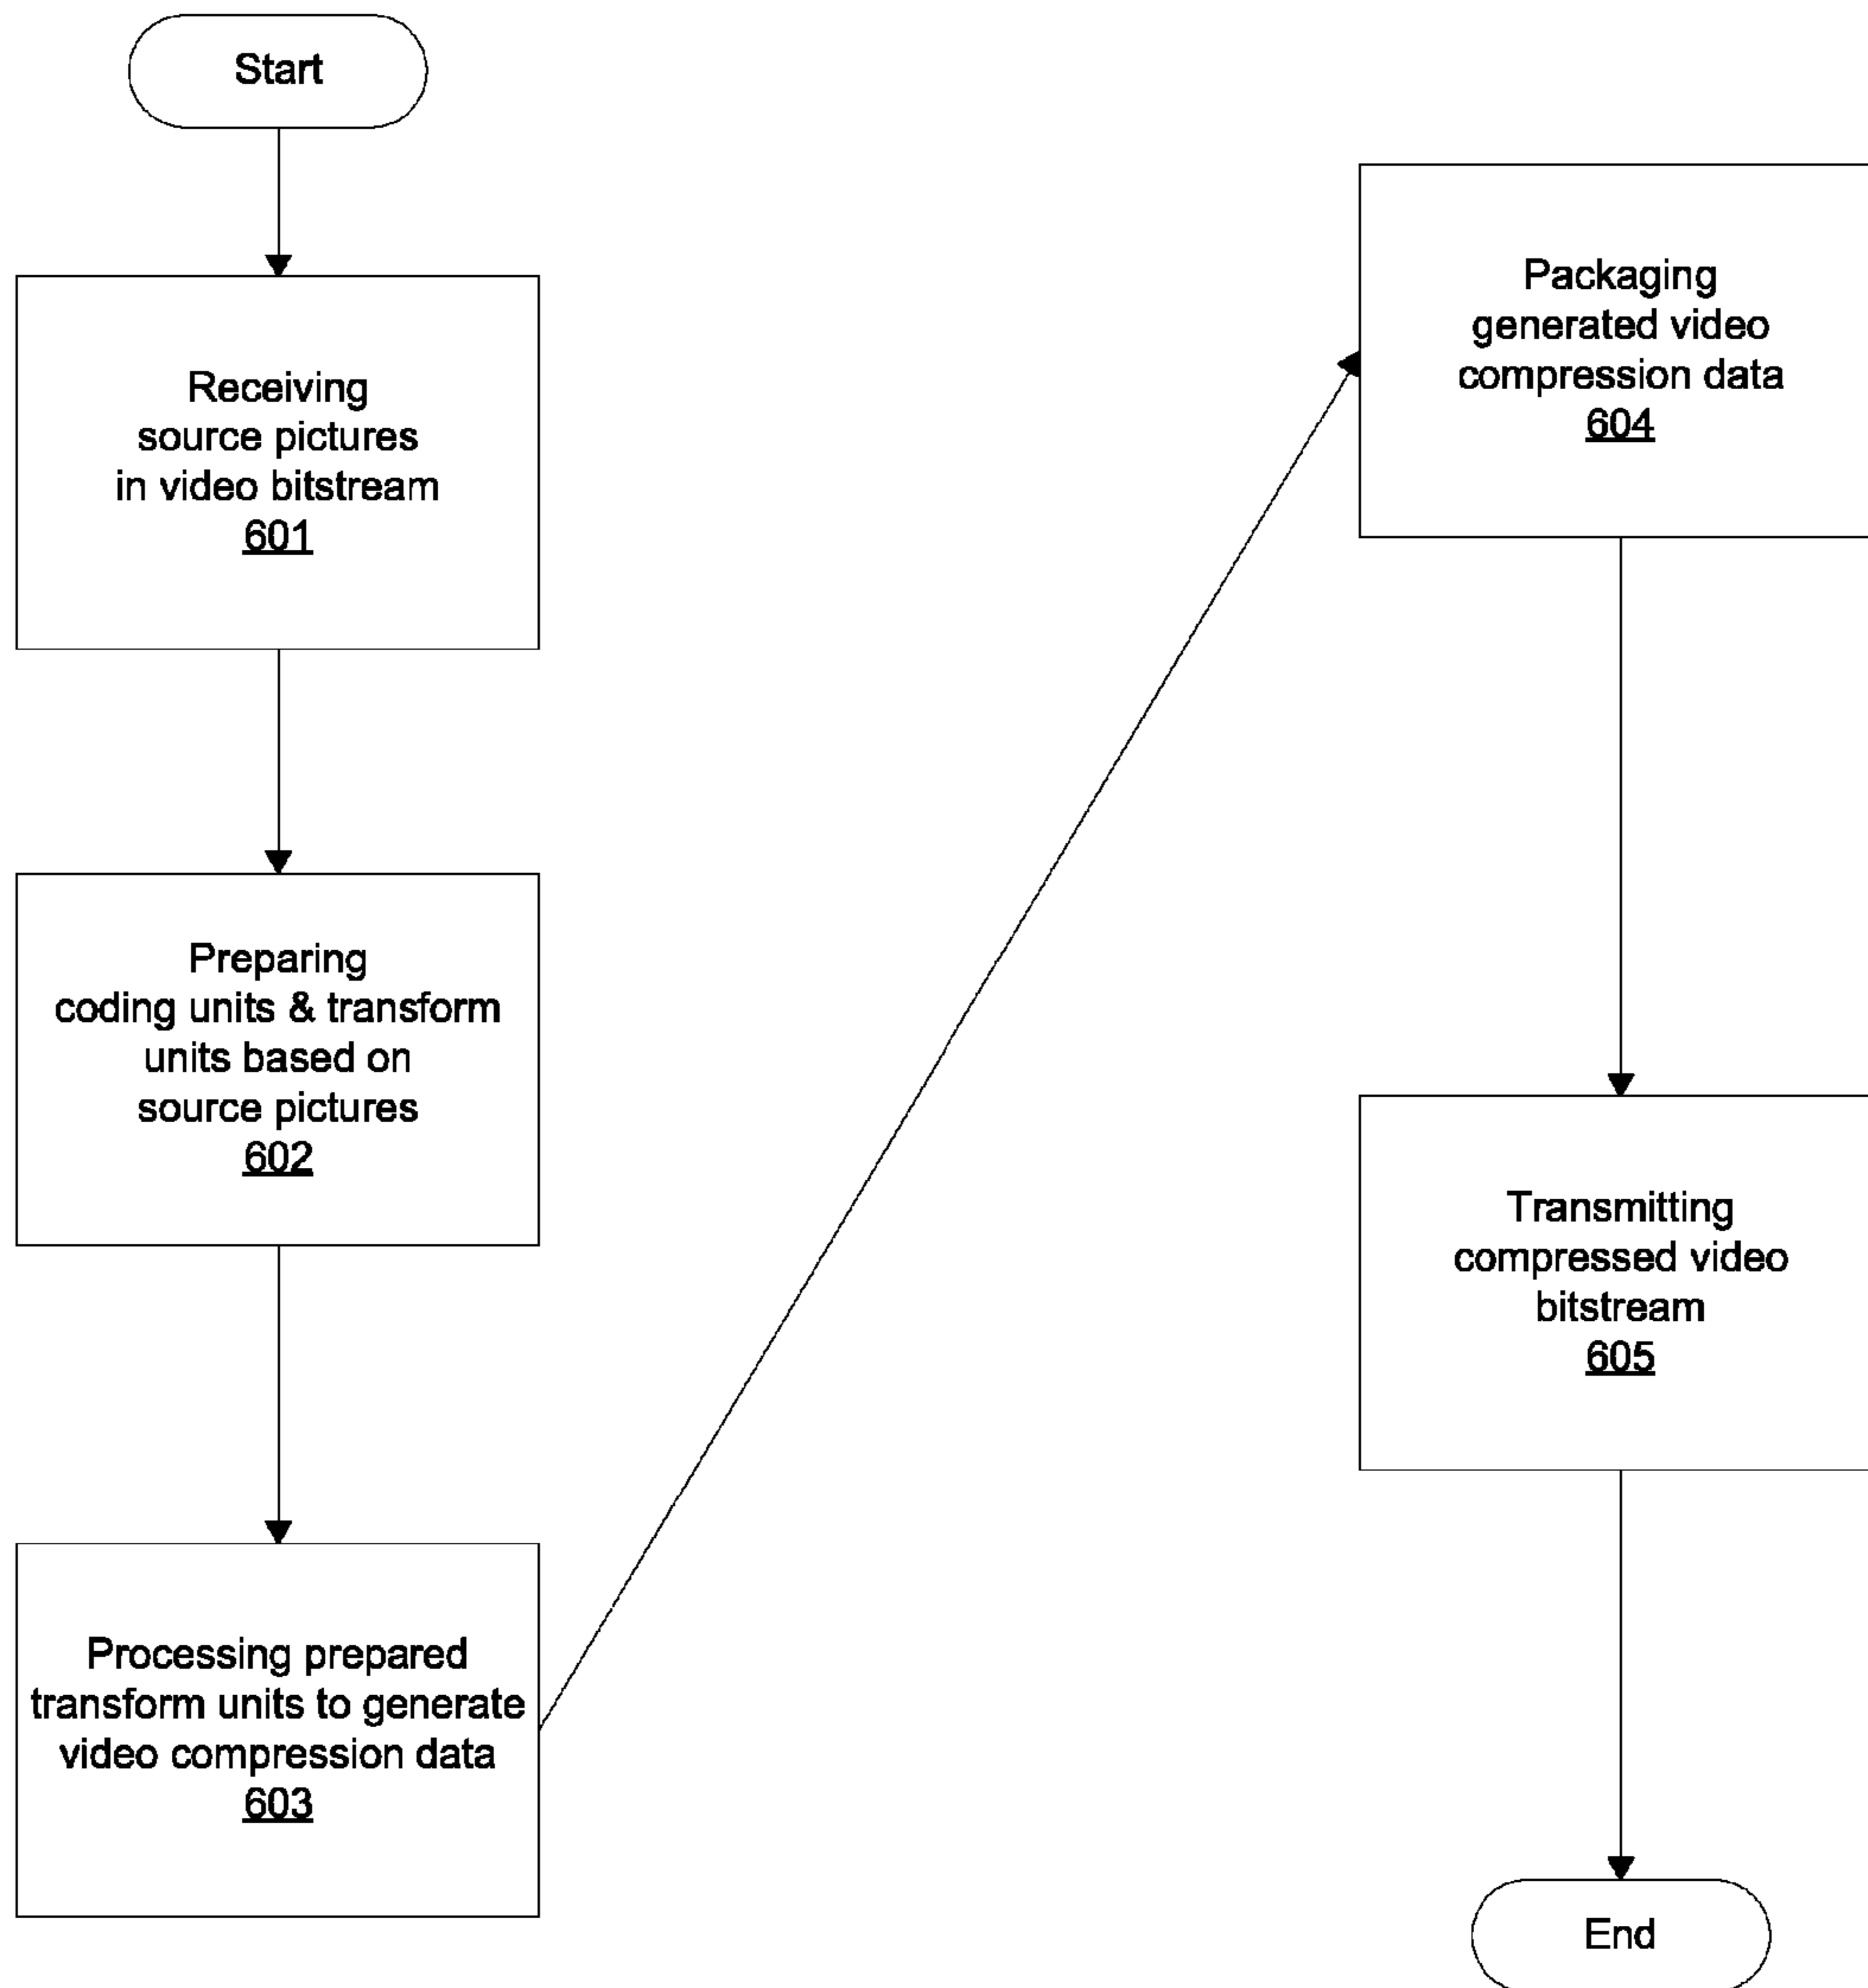 Start
Receiving
source pictures
in video bitstream
601
Preparing
coding units & transform
units based on
source pictures
602
Processing prepared
transform units to generate
video compression data
603
Packaging
generated video
compression data
604
Transmitting
compressed video
bitstream
605
End